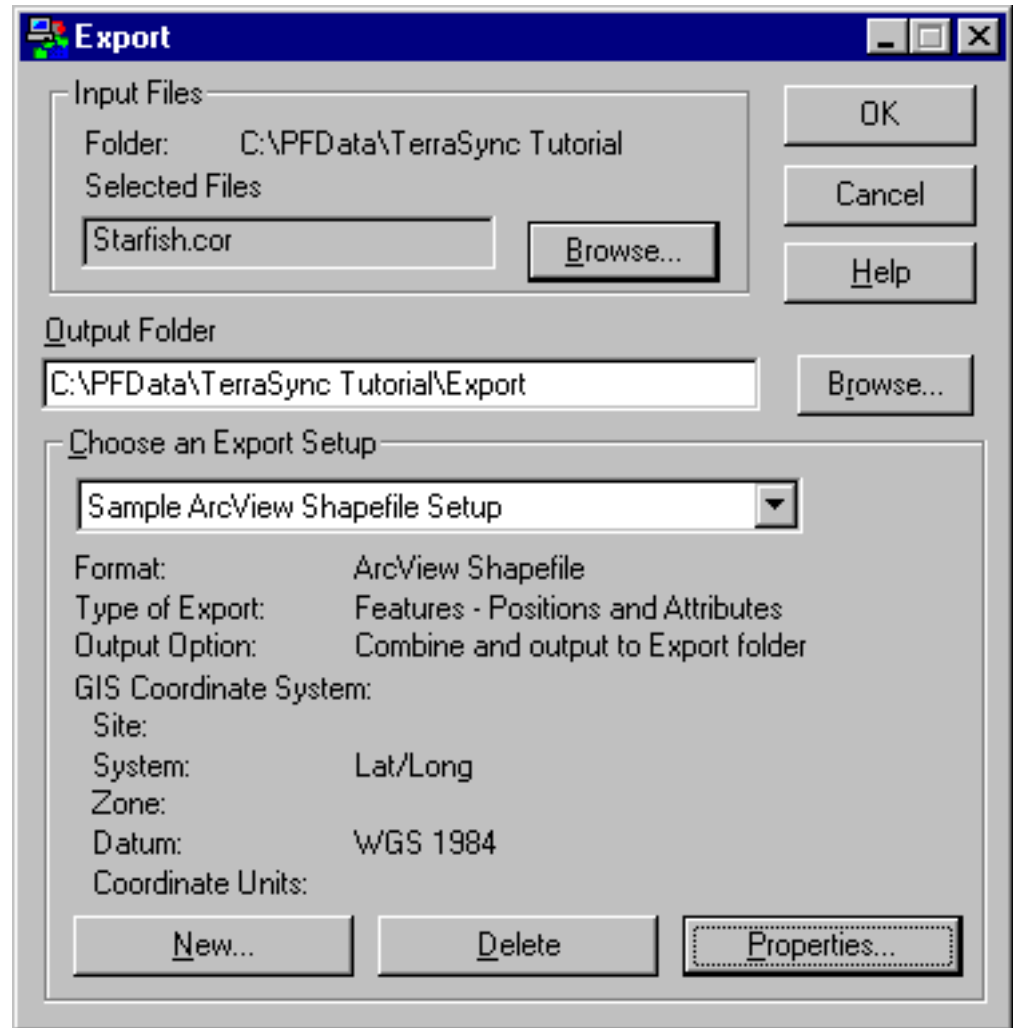 Export
Input Files
Folder: C:\PFData\TerraSync Tutorial
Selected Files
Starfish.cor
Browse...
OK
Cancel
Help
Output Folder
C:\PFData\TerraSync Tutorial\Export
Browse...
Choose an Export Setup
Sample ArcView Shapefile Setup
Format: ArcView Shapefile
Type of Export: Features - Positions and Attributes
Output Option: Combine and output to Export folder
GIS Coordinate System:
Site:
System: Lat/Long
Zone:
Datum: WGS 1984
Coordinate Units:
New...
Delete
Properties...